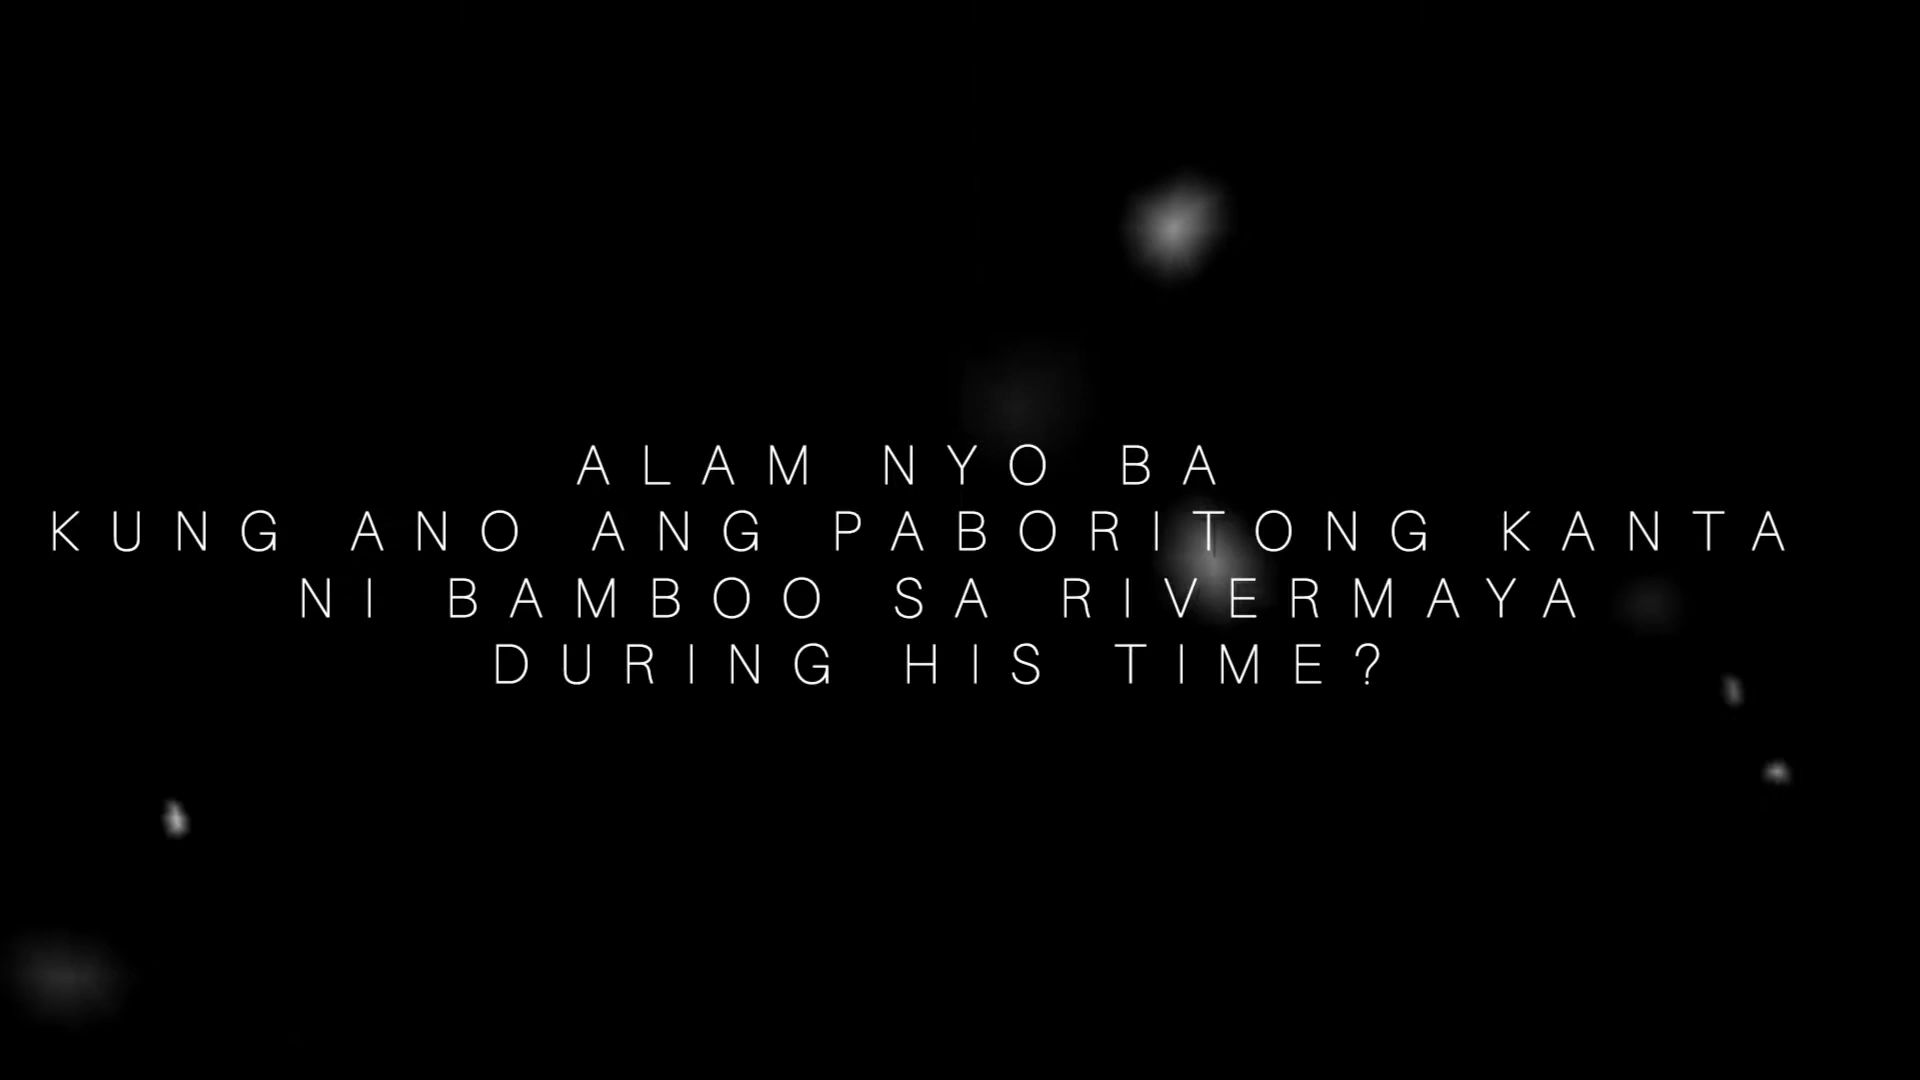 ALAM NYO BA
KUNG ANO ANG PABORITONG KANTA
NI BAMBOO SA RIVERMAYA
DURING HIS TIME?